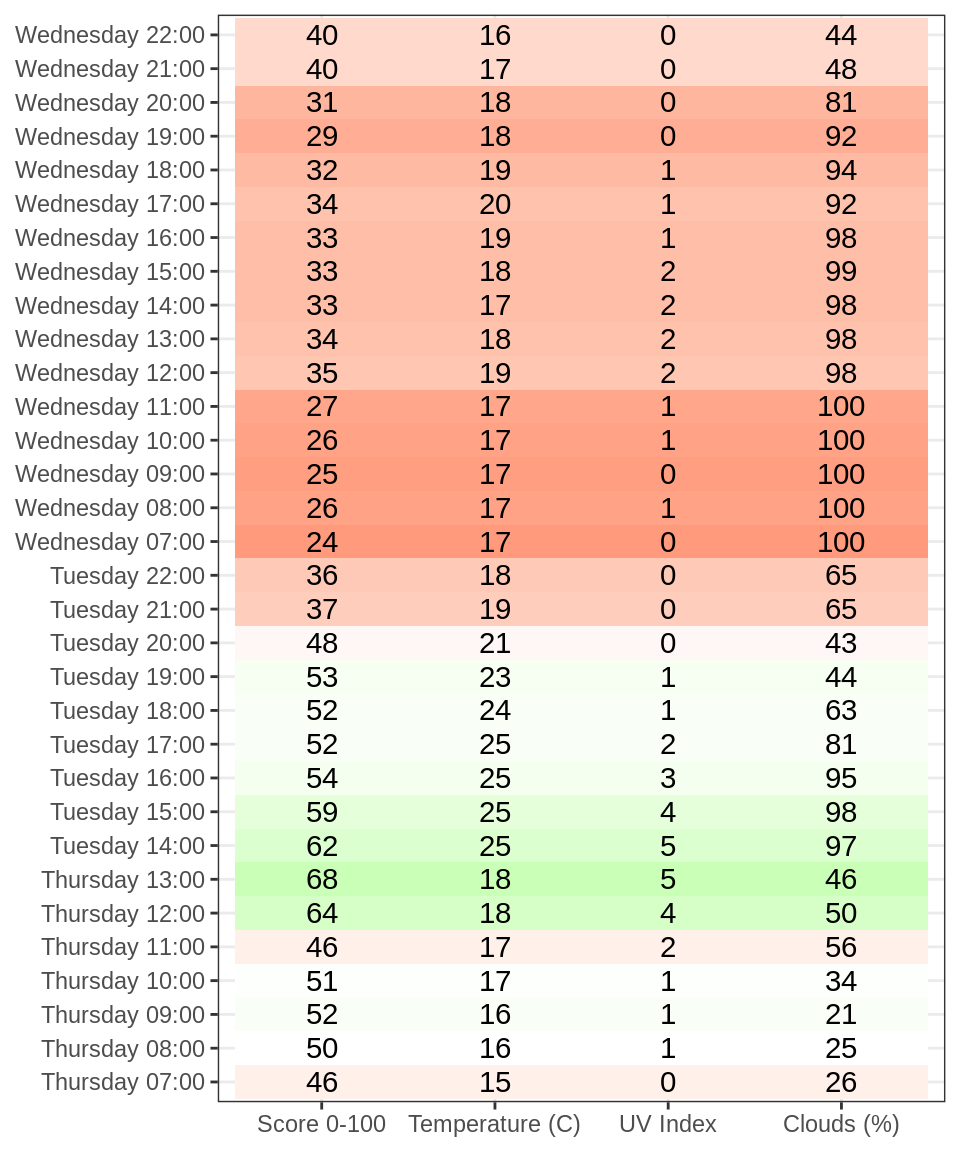 Wednesday 22:00 40 16 0 44
Wednesday 21:00 40 17 0 48
Wednesday 20:00 31 18 0 81
Wednesday 19:00 29 18 0 92
Wednesday 18:00 32 19 1 94
Wednesday 17:00 34 20 1 92
Wednesday 16:00 33 19 1 98
Wednesday 15:00 33 18 2 99
Wednesday 14:00 33 17 2 98
Wednesday 13:00 34 18 2 98
Wednesday 12:00 35 19 2 98
Wednesday 11:00 27 17 1 100
Wednesday 10:00 26 17 1 100
Wednesday 09:00 25 17 0 100
Wednesday 08:00 26 17 1 100
Wednesday 07:00 24 17 0 100
Tuesday 22:00 36 18 0 65
Tuesday 21:00 37 19 0 65
Tuesday 20:00 48 21 0 43
Tuesday 19:00 53 23 1 44
Tuesday 18:00 52 24 1 63
Tuesday 17:00 52 25 2 81
Tuesday 16:00 54 25 3 95
Tuesday 15:00 59 25 4 98
Tuesday 14:00 62 25 5 97
Thursday 13:00 68 18 5 46
Thursday 12:00 64 18 4 50
Thursday 11:00 46 17 2 56
Thursday 10:00 51 17 1 34
Thursday 09:00 52 16 1 21
Thursday 08:00 50 16 1 25
Thursday 07:00 46 15 0 26
Score 0-100 Temperature (C) UV Index Clouds (%)